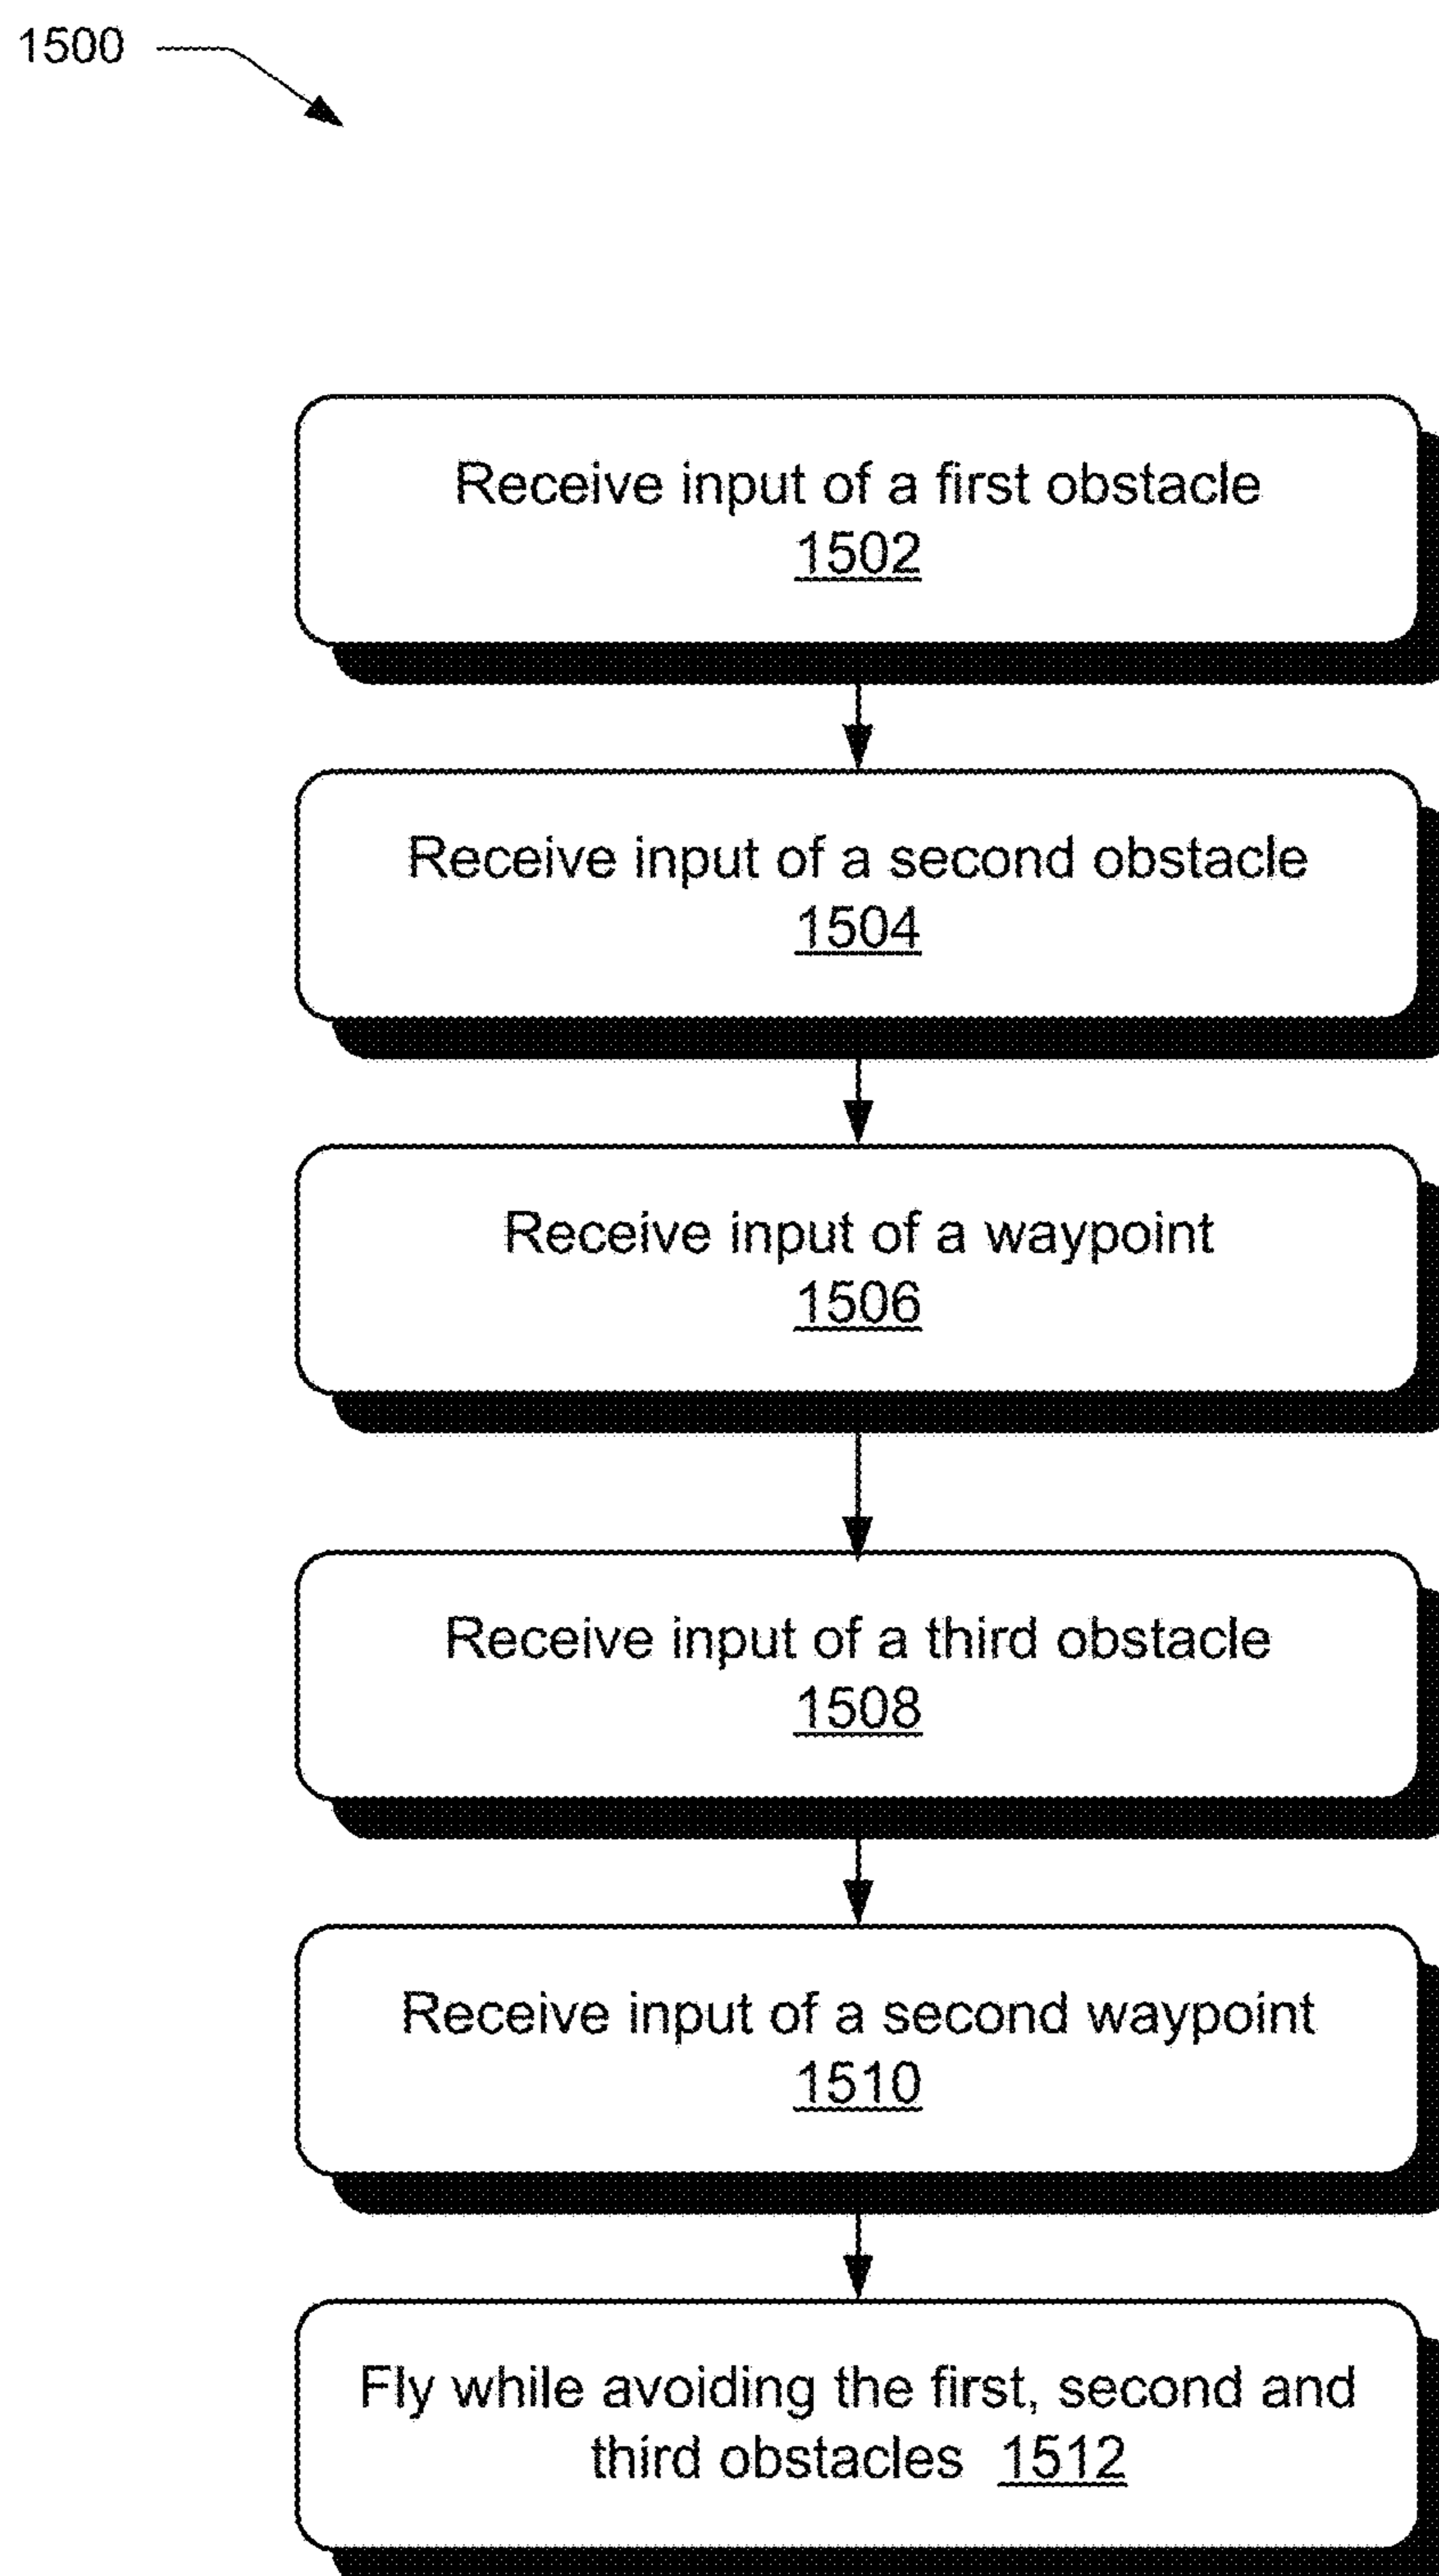 1500
Receive input of a first obstacle
1502
Receive input of a second obstacle
1504
Receive input of a waypoint
1506
Receive input of a third obstacle
1508
Receive input of a second waypoint
1510
Fly while avoiding the first, second and
third obstacles 1512